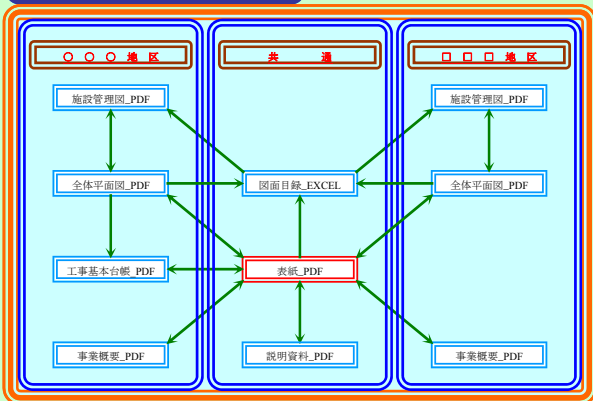 〇〇〇地区
共　　通
□□□地区
施設管理図_PDF
施設管理図_PDF
全体平面図_PDF
図面目録_EXCEL
全体平面図_PDF
工事基本台帳_PDF
表紙_PDF
事業概要_PDF
説明資料_PDF
事業概要_PDF